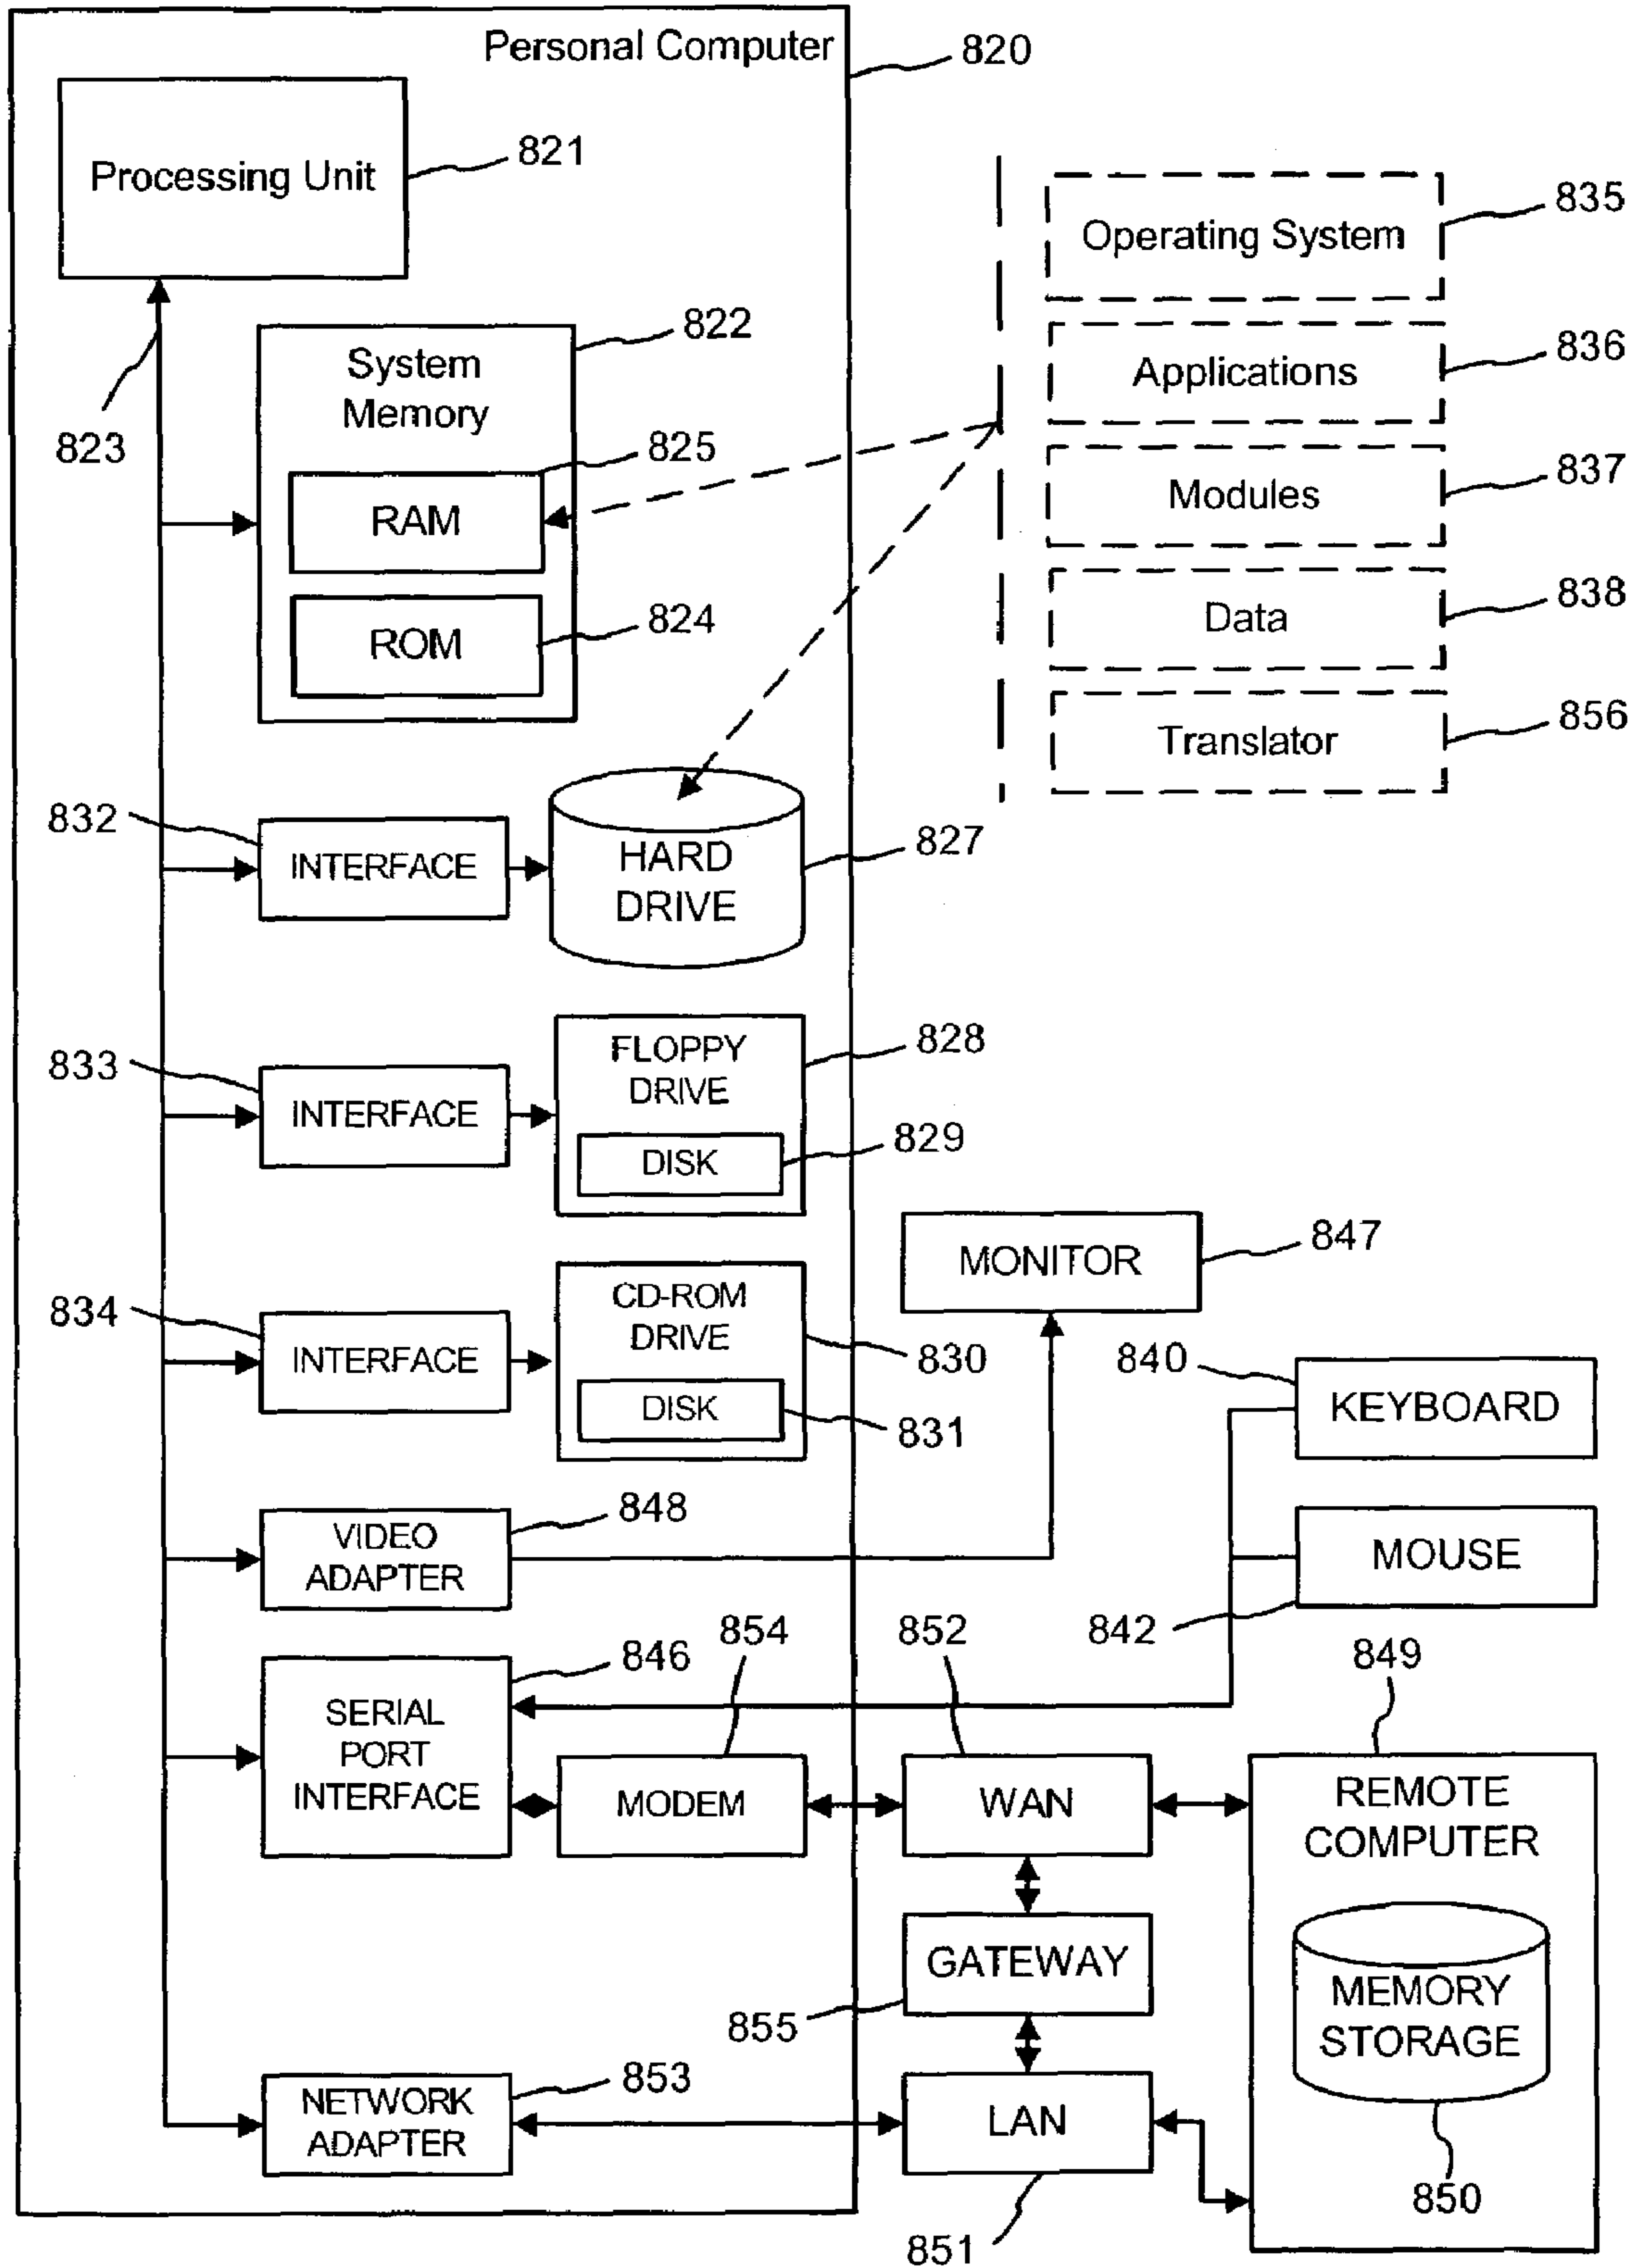 Personal Computer
820
Processing Unit
821
823
System
Memory
822
RAM
825
ROM
824
Operating System
835
Applications
836
Modules
837
Data
838
Translator
856
832
INTERFACE
HARD
DRIVE
827
833
INTERFACE
FLOPPY
DRIVE
828
DISK
829
834
INTERFACE
CD-ROM
DRIVE
830
DISK
831
MONITOR
847
840
KEYBOARD
MOUSE
842
VIDEO
ADAPTER
848
SERIAL
PORT
INTERFACE
846
854
MODEM
852
WAN
849
REMOTE
COMPUTER
MEMORY
STORAGE
850
GATEWAY
855
NETWORK
ADAPTER
853
LAN
851